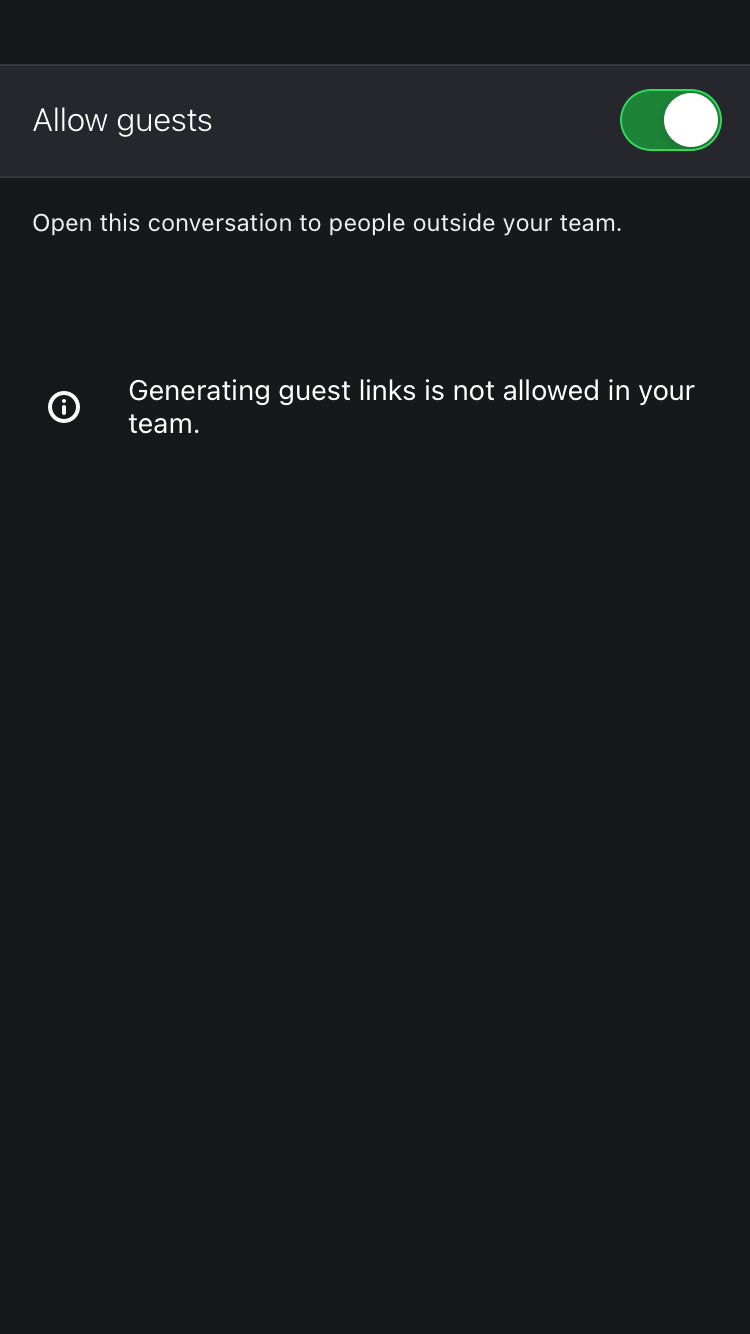 Allow guests
Open this conversation to people outside your team.
Generating guest links is not allowed in your
team.